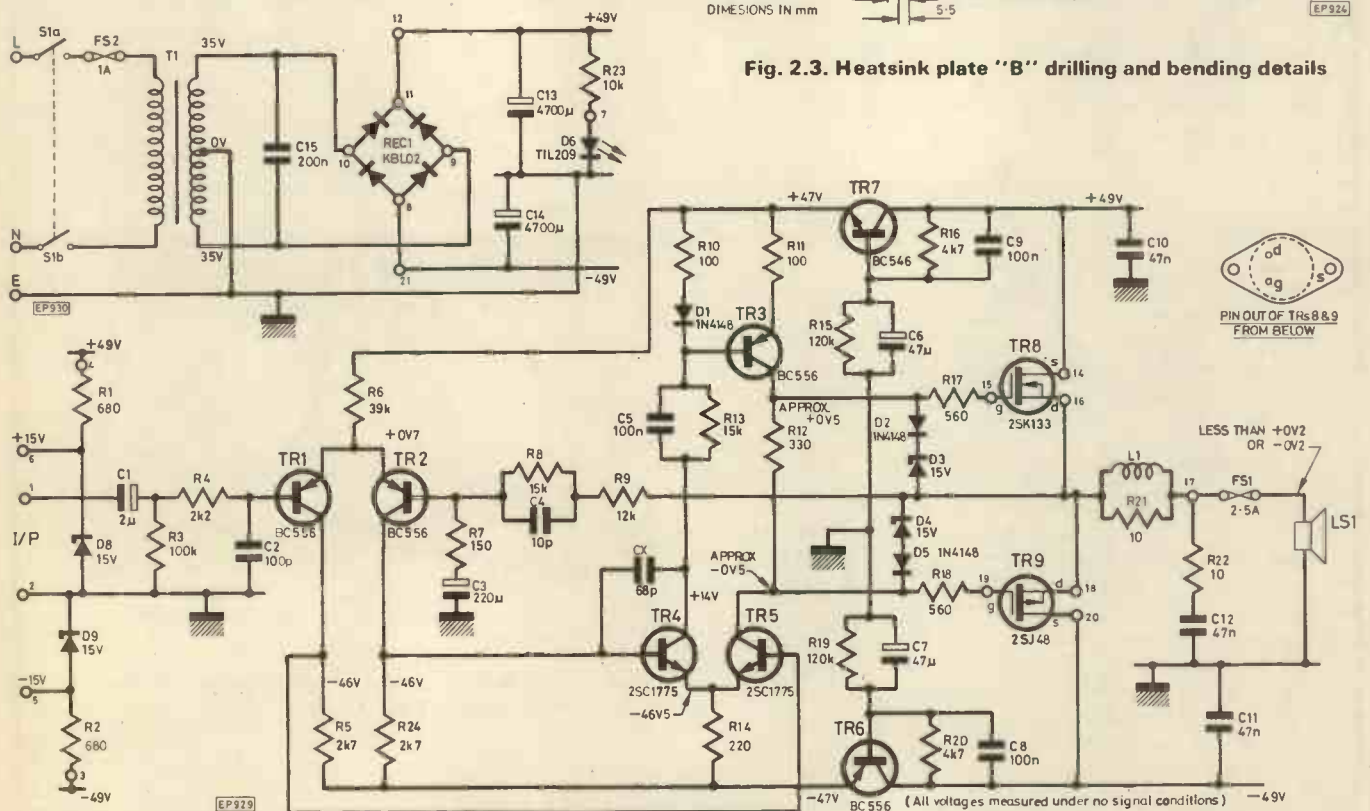 DIMESIONS IN mm
5·5
EP924
Fig. 2.3. Heatsink plate "B" drilling and bending details
L
S1a
FS2
1A
T1
35V
0V
35V
N
S1b
E
EP930
C15
200n
12
11
10
9
8
21
REC1
KBL02
+49V
C13
4700µ
C14
4700µ
R23
10k
7
D6
TIL209
-49V
+49V
4
R1
680
+15V
6
1
I/P
2
D8
15V
D9
15V
-15V
5
R2
680
3
-49V
C1
2µ
R3
100k
R4
2k2
C2
100p
R6
39k
+0V7
TR1
BC556
TR2
BC556
-46V
-46V
R5
2k7
R24
2k7
EP929
R8
15k
C4
10p
R7
150
C3
220µ
R9
12k
CX
68p
R10
100
D1
1N4148
R11
100
TR3
BC556
C5
100n
R13
15k
APPROX.
+0V5
R12
330
+14V
TR4
2SC1775
TR5
2SC1775
-46V5
R14
220
APPROX
-0V5
+47V
TR7
BC546
R16
4k7
C9
100n
+49V
C10
47n
R15
120k
C6
47µ
D2
1N4148
D3
15V
R17
560
15
g
TR8
2SK133
s
14
d
16
D4
15V
D5 1N4148
R18
560
19
g
TR9
2SJ48
d
18
s
20
R19
120k
C7
47µ
TR6
BC556
R20
4k7
C8
100n
-47V
(All voltages measured under no signal conditions)
-49V
L1
R21
10
17
FS1
2·5A
LESS THAN +0V2
OR -0V2
LS1
R22
10
C12
47n
C11
47n
d
g
s
PIN OUT OF TRs 8&9
FROM BELOW